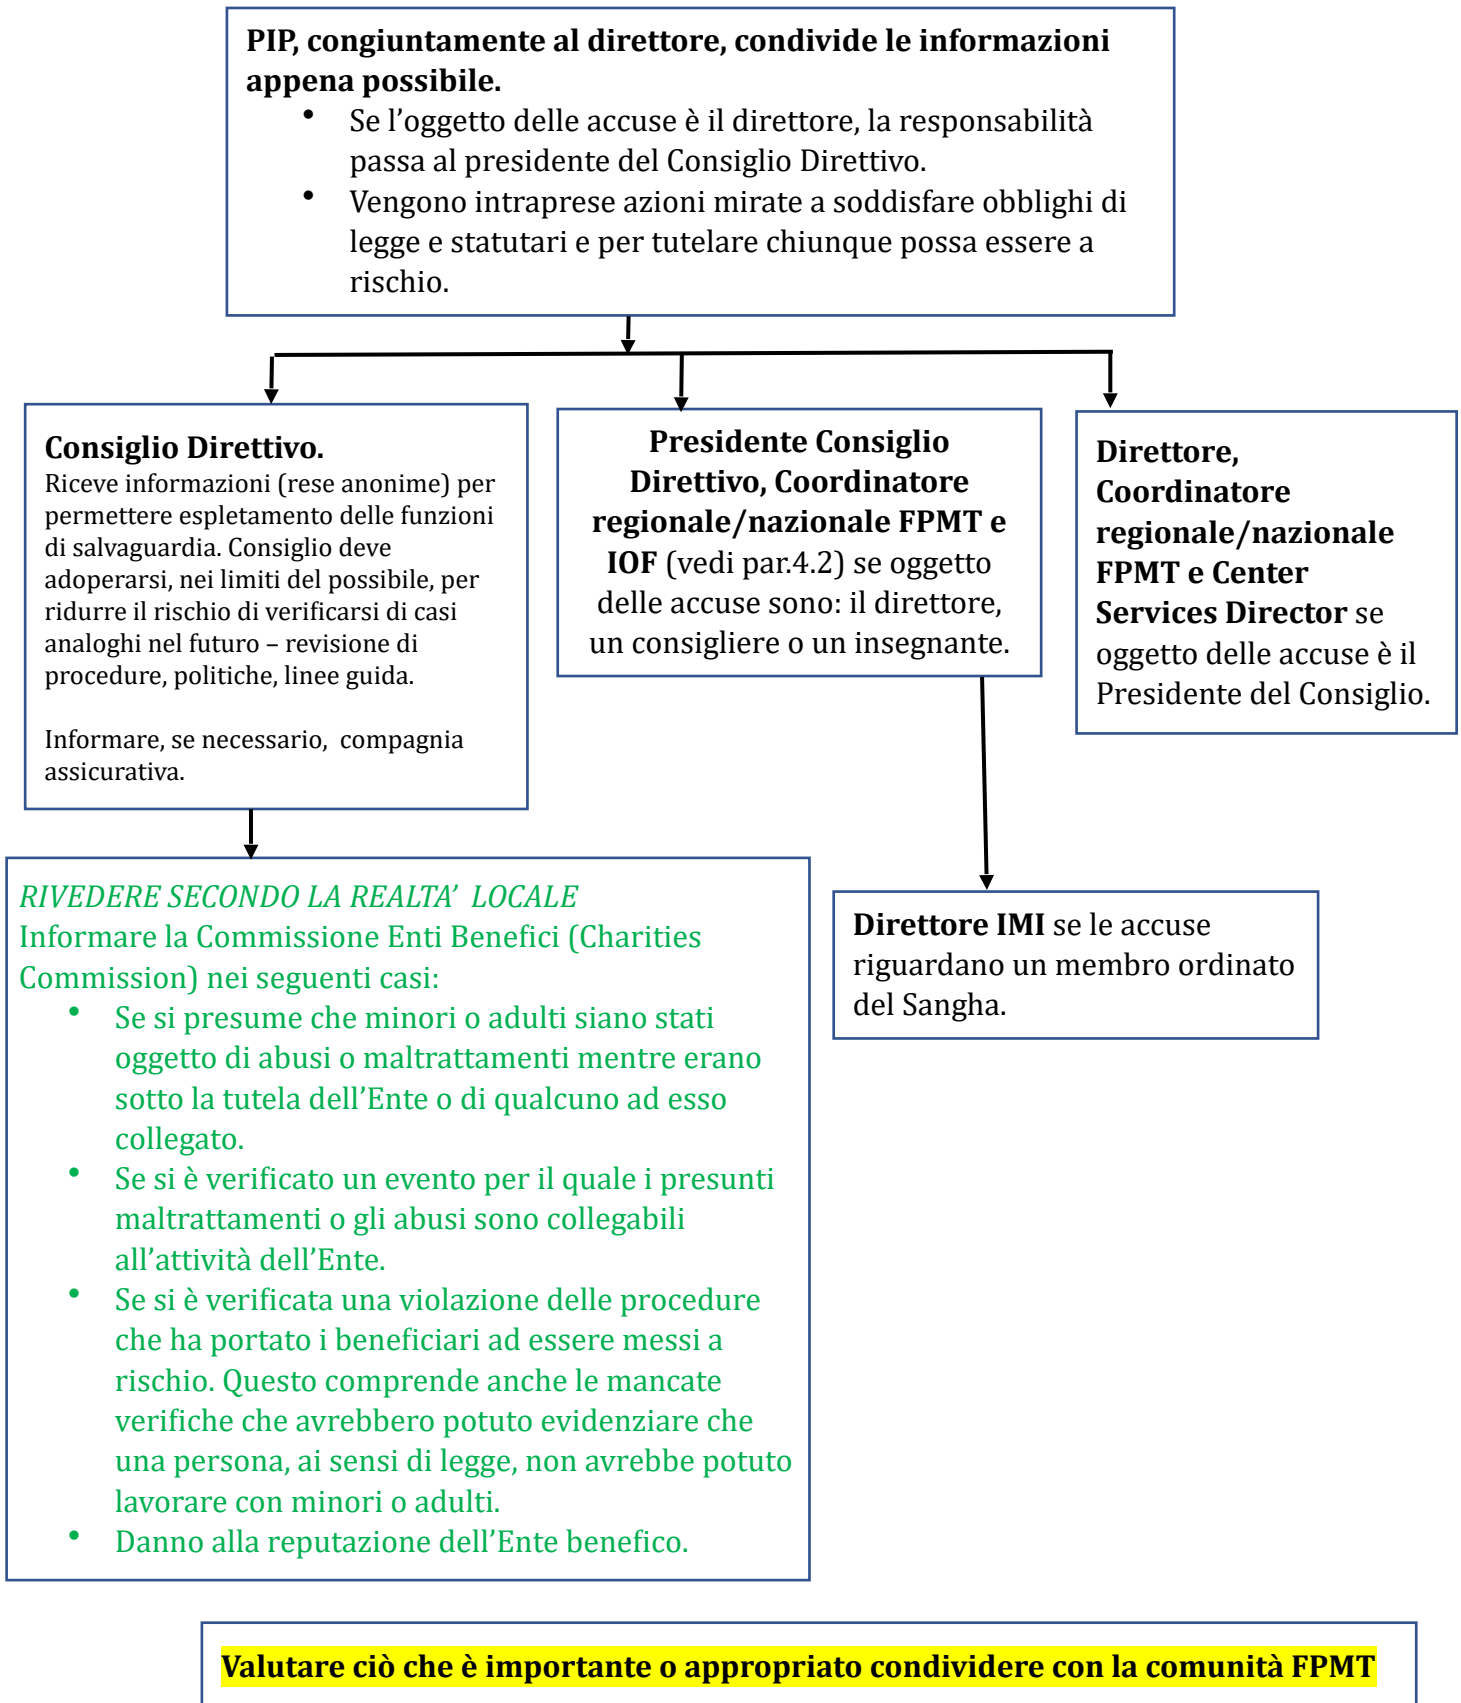 PIP, congiuntamente al direttore, condivide le informazioni
appena possibile.
• Se l’oggetto delle accuse è il direttore, la responsabilità
passa al presidente del Consiglio Direttivo.
• Vengono intraprese azioni mirate a soddisfare obblighi di
legge e statutari e per tutelare chiunque possa essere a
rischio.
Consiglio Direttivo.
Riceve informazioni (rese anonime) per
permettere espletamento delle funzioni
di salvaguardia. Consiglio deve
adoperarsi, nei limiti del possibile, per
ridurre il rischio di verificarsi di casi
analoghi nel futuro – revisione di
procedure, politiche, linee guida.
Informare, se necessario,  compagnia
assicurativa.
Presidente Consiglio
Direttivo, Coordinatore
regionale/nazionale FPMT e
IOF (vedi par.4.2) se oggetto
delle accuse sono: il direttore,
un consigliere o un insegnante.
Direttore,
Coordinatore
regionale/nazionale
FPMT e Center
Services Director se
oggetto delle accuse è il
Presidente del Consiglio.
RIVEDERE SECONDO LA REALTA’  LOCALE
Informare la Commissione Enti Benefici (Charities
Commission) nei seguenti casi:
• Se si presume che minori o adulti siano stati
oggetto di abusi o maltrattamenti mentre erano
sotto la tutela dell’Ente o di qualcuno ad esso
collegato.
• Se si è verificato un evento per il quale i presunti
maltrattamenti o gli abusi sono collegabili
all’attività dell’Ente.
• Se si è verificata una violazione delle procedure
che ha portato i beneficiari ad essere messi a
rischio. Questo comprende anche le mancate
verifiche che avrebbero potuto evidenziare che
una persona, ai sensi di legge, non avrebbe potuto
lavorare con minori o adulti.
• Danno alla reputazione dell’Ente benefico.
Direttore IMI se le accuse
riguardano un membro ordinato
del Sangha.
Valutare ciò che è importante o appropriato condividere con la comunità FPMT